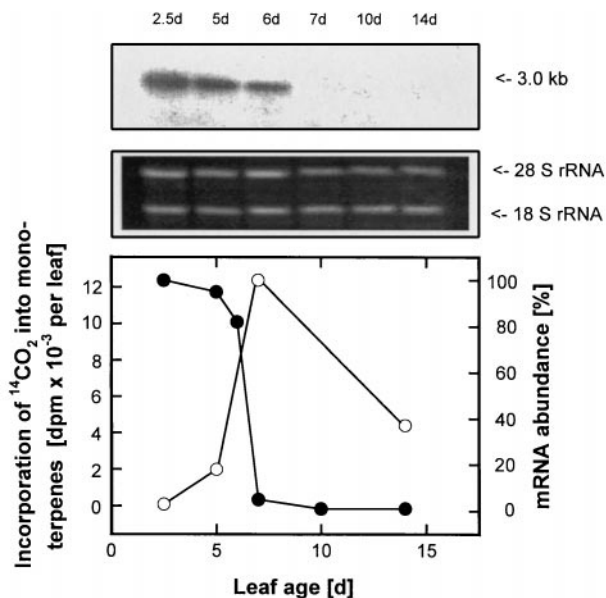 2.5d 5d 6d 7d 10d 14d
<- 3.0 kb
<- 28 S rRNA
<- 18 S rRNA
Incorporation of ¹⁴CO₂ into mono-
terpenes [dpm x 10⁻³ per leaf]
12
10
8
6
4
2
0
100
80
60
40
20
0
mRNA abundance [%]
0 5 10 15
Leaf age [d]